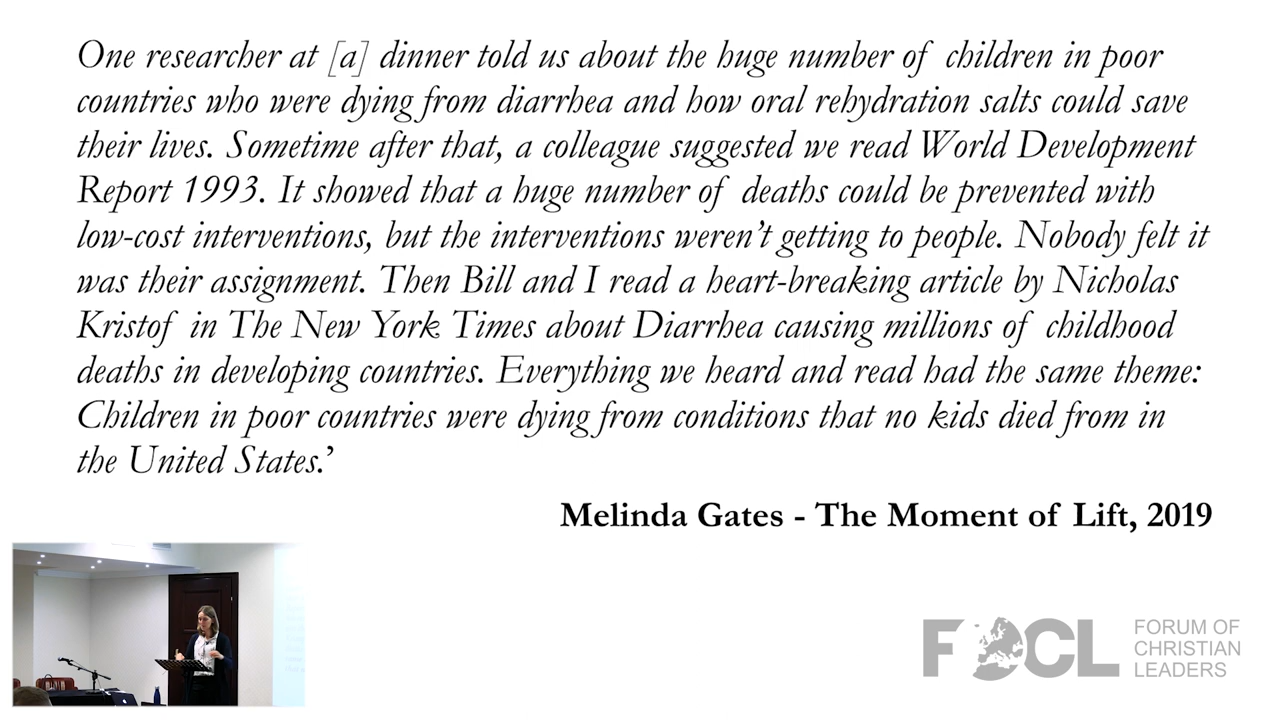 One researcher at [a] dinner told us about the huge number of children in poor
countries who were dying from diarrhea and how oral rehydration salts could save
their lives. Sometime after that, a colleague suggested we read World Development
Report 1993. It showed that a huge number of deaths could be prevented with
low-cost interventions, but the interventions weren’t getting to people. Nobody felt it
was their assignment. Then Bill and I read a heart-breaking article by Nicholas
Kristof in The New York Times about Diarrhea causing millions of childhood
deaths in developing countries. Everything we heard and read had the same theme:
Children in poor countries were dying from conditions that no kids died from in
the United States.’
Melinda Gates - The Moment of Lift, 2019
FOCL
FORUM OF
CHRISTIAN
LEADERS